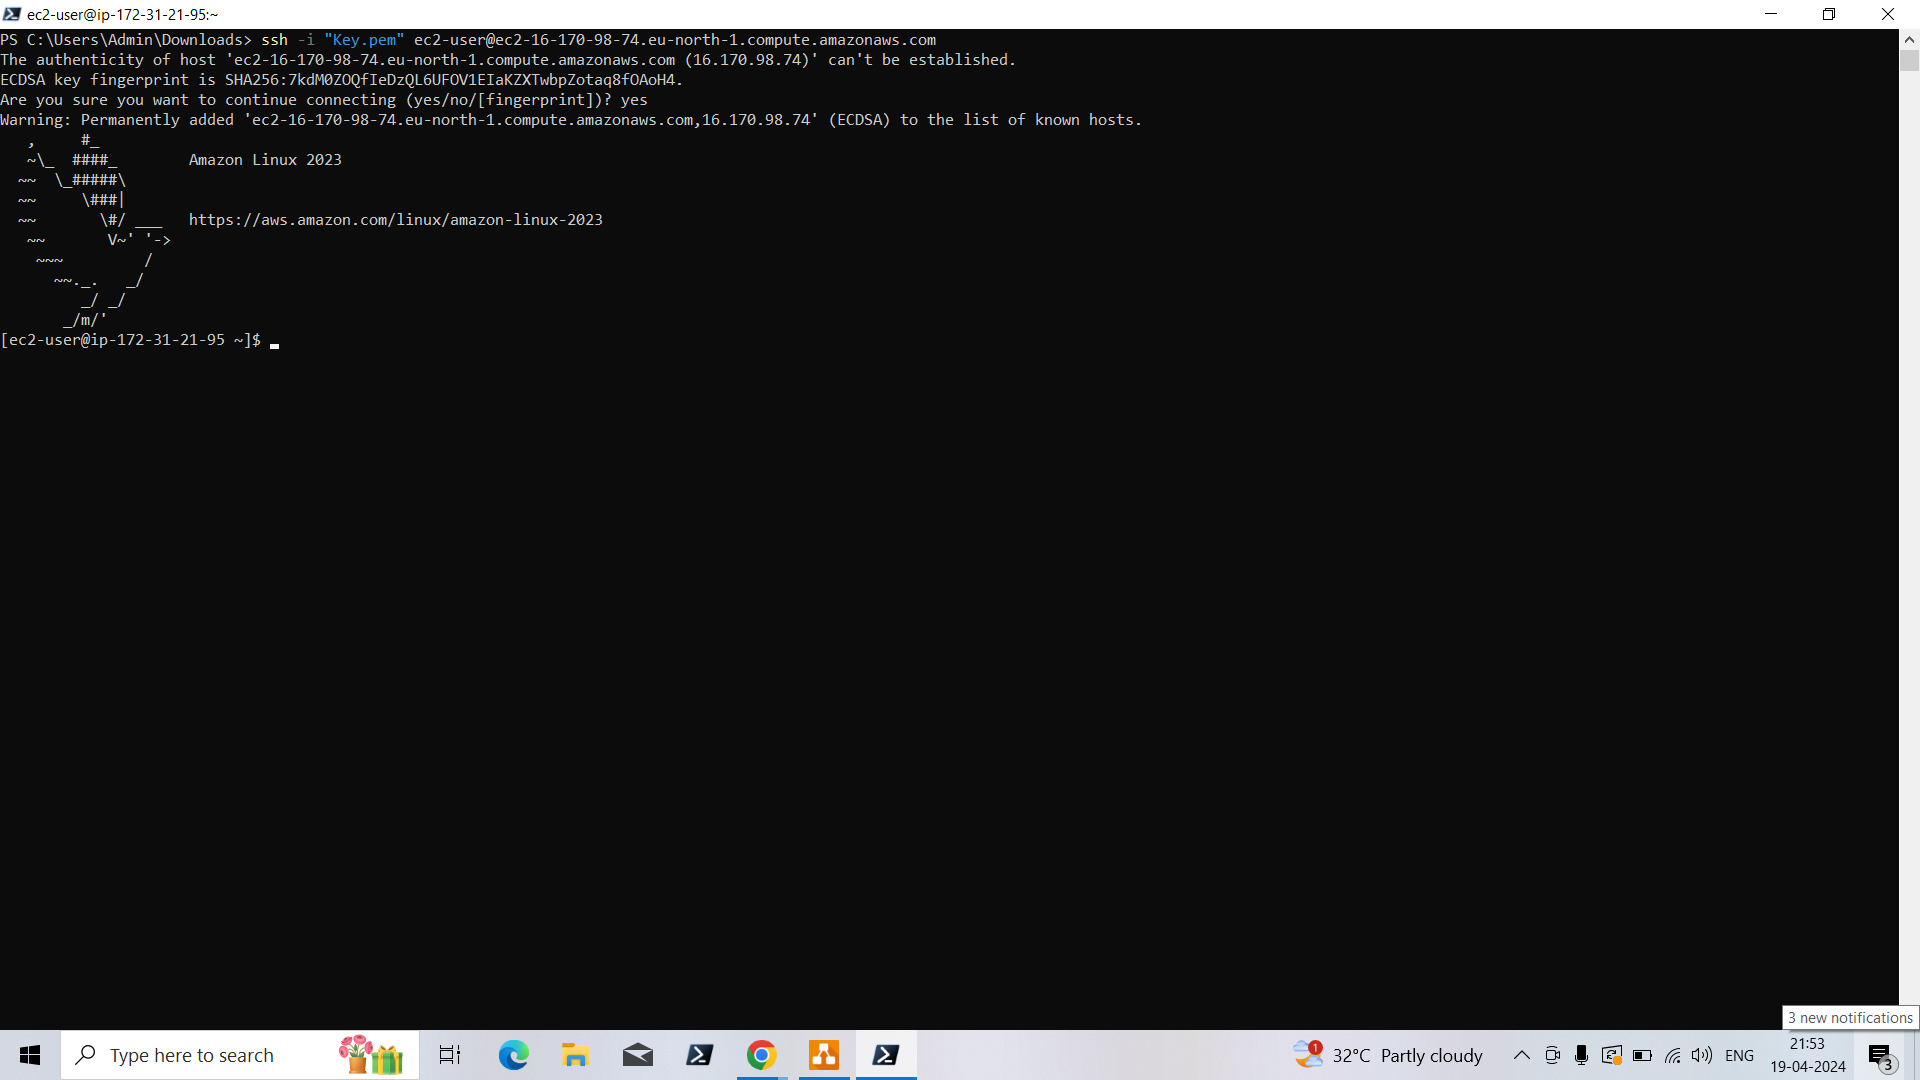 ec2-user@ip-172-31-21-95:~
PS C:\Users\Admin\Downloads> ssh -i "Key.pem" ec2-user@ec2-16-170-98-74.eu-north-1.compute.amazonaws.com
The authenticity of host 'ec2-16-170-98-74.eu-north-1.compute.amazonaws.com (16.170.98.74)' can't be established.
ECDSA key fingerprint is SHA256:7kdM0ZOQfIeDzQL6UFOV1EIaKZXTwbpZotaq8fOAoH4.
Are you sure you want to continue connecting (yes/no/[fingerprint])? yes
Warning: Permanently added 'ec2-16-170-98-74.eu-north-1.compute.amazonaws.com,16.170.98.74' (ECDSA) to the list of known hosts.
   ,     #_
   ~\_  ####_        Amazon Linux 2023
  ~~  \_#####\
  ~~     \###|
  ~~       \#/ ___   https://aws.amazon.com/linux/amazon-linux-2023
   ~~       V~' '->
    ~~~         /
      ~~._.   _/
         _/ _/
       _/m/'
[ec2-user@ip-172-31-21-95 ~]$
3 new notifications
Type here to search
1
32°C Partly cloudy
ENG
21:53
19-04-2024
3